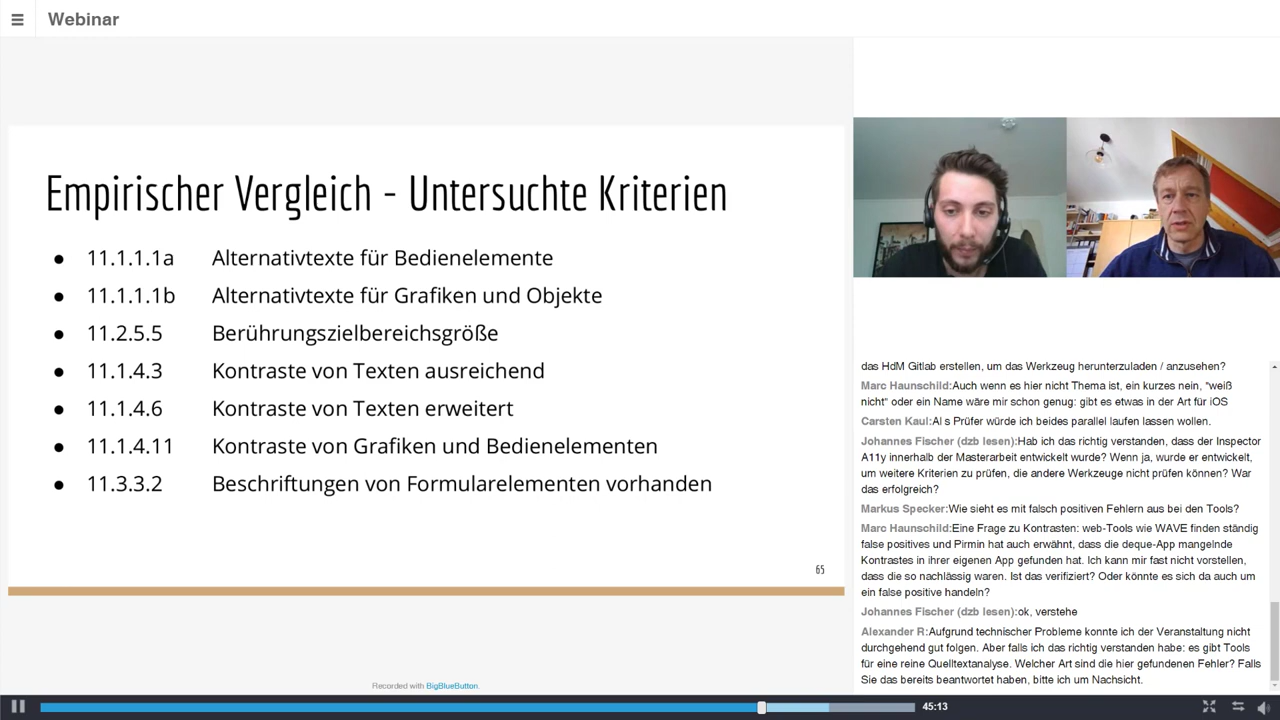 Webinar
Empirischer Vergleich - Untersuchte Kriterien
● 11.1.1.1a Alternativtexte für Bedienelemente
● 11.1.1.1b Alternativtexte für Grafiken und Objekte
● 11.2.5.5 Berührungszielbereichsgröße
● 11.1.4.3 Kontraste von Texten ausreichend
● 11.1.4.6 Kontraste von Texten erweitert
● 11.1.4.11 Kontraste von Grafiken und Bedienelementen
● 11.3.3.2 Beschriftungen von Formularelementen vorhanden
65
Recorded with BigBlueButton.
das HdM Gitlab erstellen, um das Werkzeug herunterzuladen / anzusehen?
Marc Haunschild:Auch wenn es hier nicht Thema ist, ein kurzes nein, "weiß
nicht" oder ein Name wäre mir schon genug: gibt es etwas in der Art für iOS
Carsten Kaul:Al s Prüfer würde ich beides parallel laufen lassen wollen.
Johannes Fischer (dzb lesen):Hab ich das richtig verstanden, dass der Inspector
A11y innerhalb der Masterarbeit entwickelt wurde? Wenn ja, wurde er entwickelt,
um weitere Kriterien zu prüfen, die andere Werkzeuge nicht prüfen können? War
das erfolgreich?
Markus Specker:Wie sieht es mit falsch positiven Fehlern aus bei den Tools?
Marc Haunschild:Eine Frage zu Kontrasten: web-Tools wie WAVE finden ständig
false positives und Pirmin hat auch erwähnt, dass die deque-App mangelnde
Kontrastes in ihrer eigenen App gefunden hat. Ich kann mir fast nicht vorstellen,
dass die so nachlässig waren. Ist das verifiziert? Oder könnte es sich da auch um
ein false positive handeln?
Johannes Fischer (dzb lesen):ok, verstehe
Alexander R:Aufgrund technischer Probleme konnte ich der Veranstaltung nicht
durchgehend gut folgen. Aber falls ich das richtig verstanden habe: es gibt Tools
für eine reine Quelltextanalyse. Welcher Art sind die hier gefundenen Fehler? Falls
Sie das bereits beantwortet haben, bitte ich um Nachsicht.
45:13